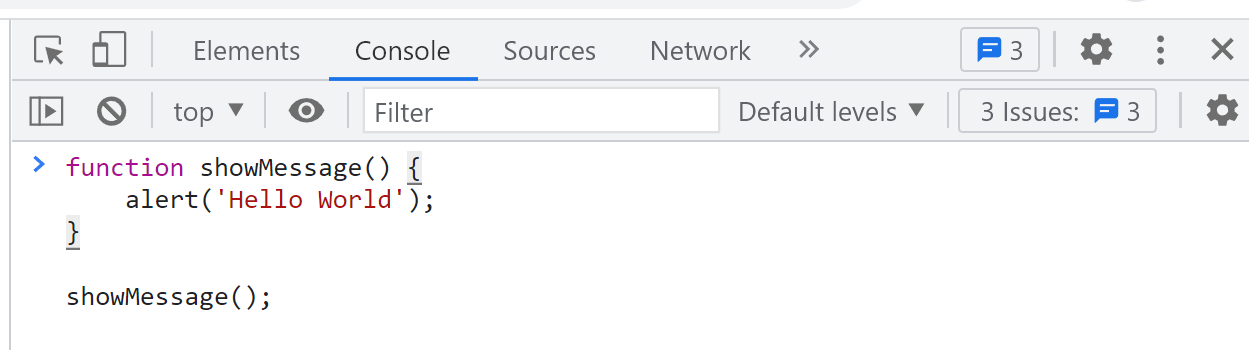 Elements Console Sources Network » 3
top ▼ Filter Default levels ▼ 3 Issues: 3
> function showMessage() {
    alert('Hello World');
}
showMessage();